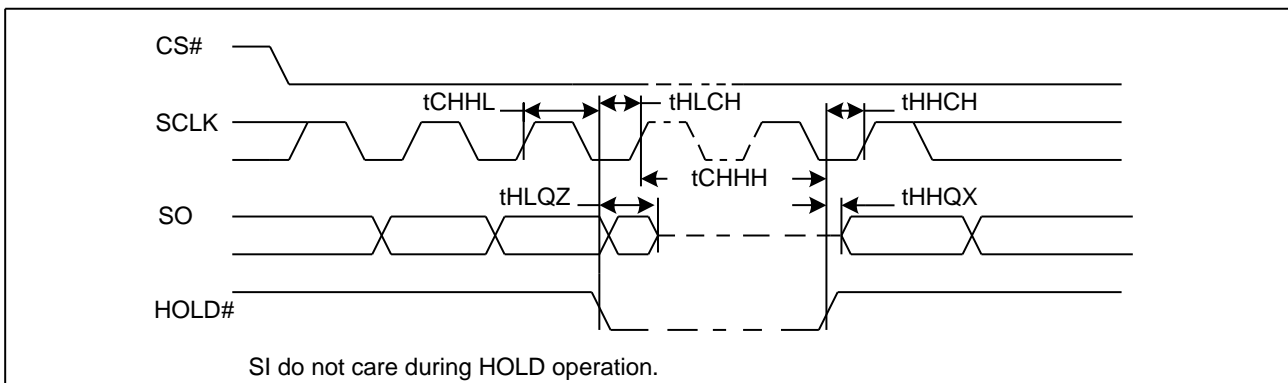 CS#
tCHHL
tHLCH
tHHCH
SCLK
tCHHH
tHLQZ
tHHQX
SO
HOLD#
SI do not care during HOLD operation.